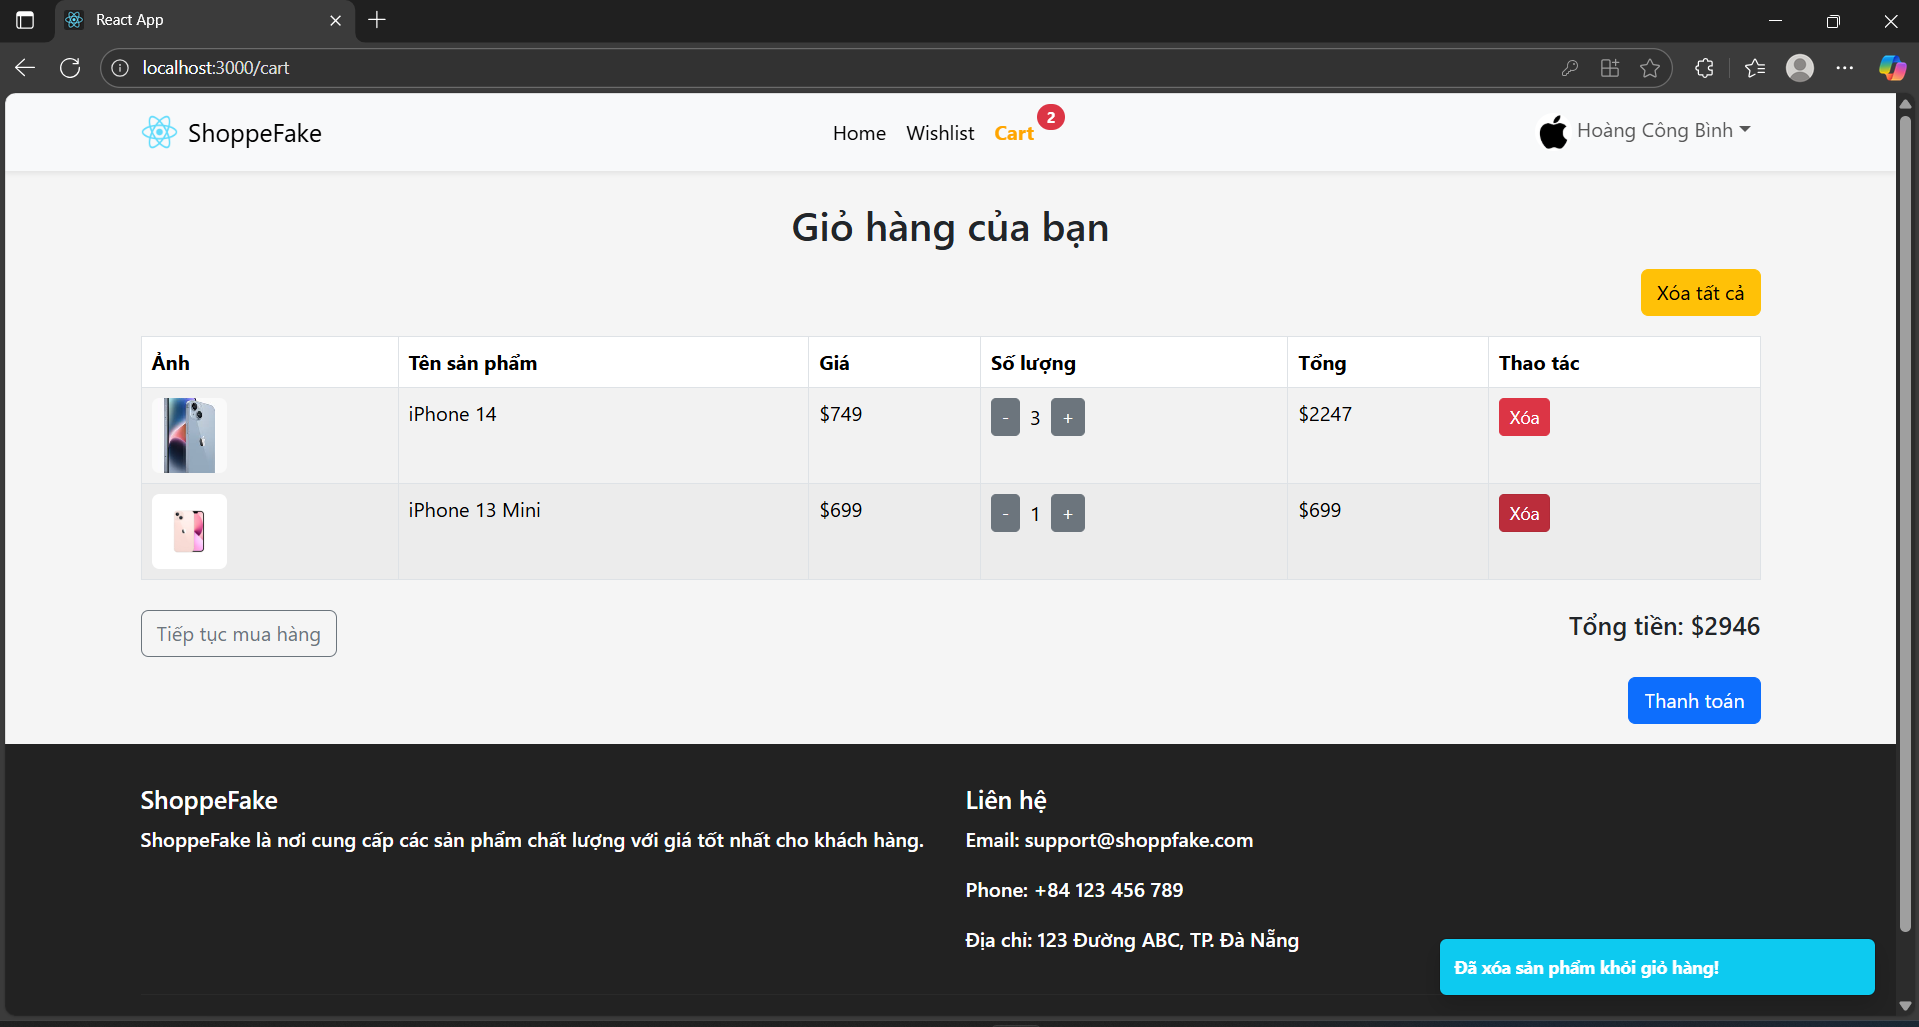 React App
localhost:3000/cart
ShoppeFake
Home Wishlist Cart 2
Hoàng Công Bình
Giỏ hàng của bạn
Xóa tất cả
Ảnh Tên sản phẩm Giá Số lượng Tổng Thao tác
iPhone 14 $749 - 3 + $2247 Xóa
iPhone 13 Mini $699 - 1 + $699 Xóa
Tiếp tục mua hàng
Tổng tiền: $2946
Thanh toán
ShoppeFake
ShoppeFake là nơi cung cấp các sản phẩm chất lượng với giá tốt nhất cho khách hàng.
Liên hệ
Email: support@shoppfake.com
Phone: +84 123 456 789
Địa chỉ: 123 Đường ABC, TP. Đà Nẵng
Đã xóa sản phẩm khỏi giỏ hàng!